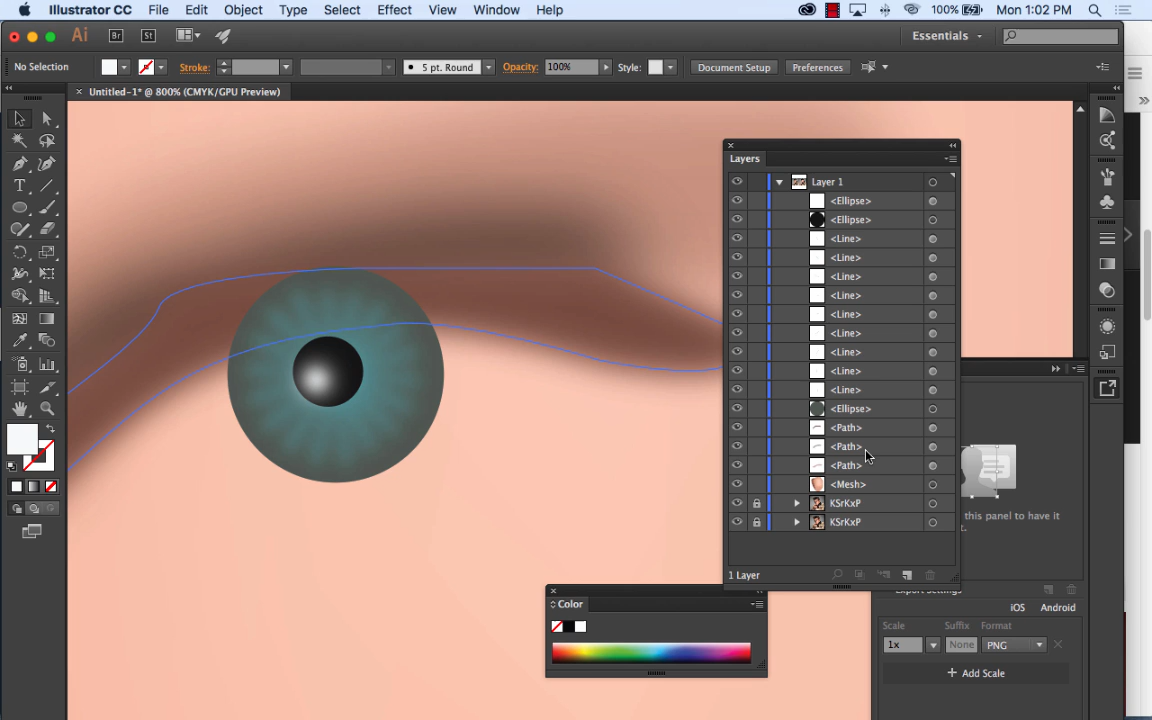 Illustrator CC File Edit Object Type Select Effect View Window Help 100% Mon 1:02 PM
Ai Br St Essentials
No Selection Stroke: 5 pt. Round Opacity: 100% Style: Document Setup Preferences
× Untitled-1* @ 800% (CMYK/GPU Preview)
Layers
Layer 1
<Ellipse>
<Ellipse>
<Line>
<Line>
<Line>
<Line>
<Line>
<Line>
<Line>
<Line>
<Line>
<Ellipse>
<Path>
<Path>
<Path>
<Mesh>
KSrKxP
KSrKxP
1 Layer
this panel to have it
Export Settings
Color
iOS Android
Scale Suffix Format
1x None PNG
+ Add Scale